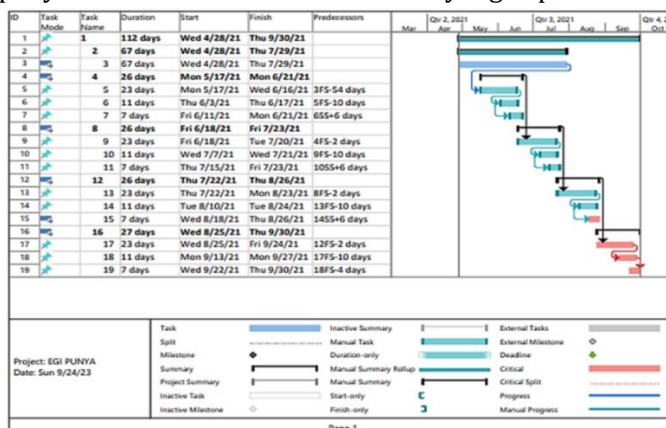 ID Task Mode Task Name Duration Start Finish Predecessors Qtr 2, 2021 Qtr 3, 2021 Qtr 4,
Mar Apr May Jun Jul Aug Sep Oct
1 1 112 days Wed 4/28/21 Thu 9/30/21
2 2 67 days Wed 4/28/21 Thu 7/29/21
3 3 67 days Wed 4/28/21 Thu 7/29/21
4 4 26 days Mon 5/17/21 Mon 6/21/21
5 5 23 days Mon 5/17/21 Wed 6/16/21 3FS-54 days
6 6 11 days Thu 6/3/21 Thu 6/17/21 5FS-10 days
7 7 7 days Fri 6/11/21 Mon 6/21/21 6SS+6 days
8 8 26 days Fri 6/18/21 Fri 7/23/21
9 9 23 days Fri 6/18/21 Tue 7/20/21 4FS-2 days
10 10 11 days Wed 7/7/21 Wed 7/21/21 9FS-10 days
11 11 7 days Thu 7/15/21 Fri 7/23/21 10SS+6 days
12 12 26 days Thu 7/22/21 Thu 8/26/21
13 13 23 days Thu 7/22/21 Mon 8/23/21 8FS-2 days
14 14 11 days Tue 8/10/21 Tue 8/24/21 13FS-10 days
15 15 7 days Wed 8/18/21 Thu 8/26/21 14SS+6 days
16 16 27 days Wed 8/25/21 Thu 9/30/21
17 17 23 days Wed 8/25/21 Fri 9/24/21 12FS-2 days
18 18 11 days Mon 9/13/21 Mon 9/27/21 17FS-10 days
19 19 7 days Wed 9/22/21 Thu 9/30/21 18FS-4 days
Project: EGI PUNYA
Date: Sun 9/24/23
Task Inactive Summary External Tasks
Split Manual Task External Milestone
Milestone Duration-only Deadline
Summary Manual Summary Rollup Critical
Project Summary Manual Summary Critical Split
Inactive Task Start-only Progress
Inactive Milestone Finish-only Manual Progress
Page 1